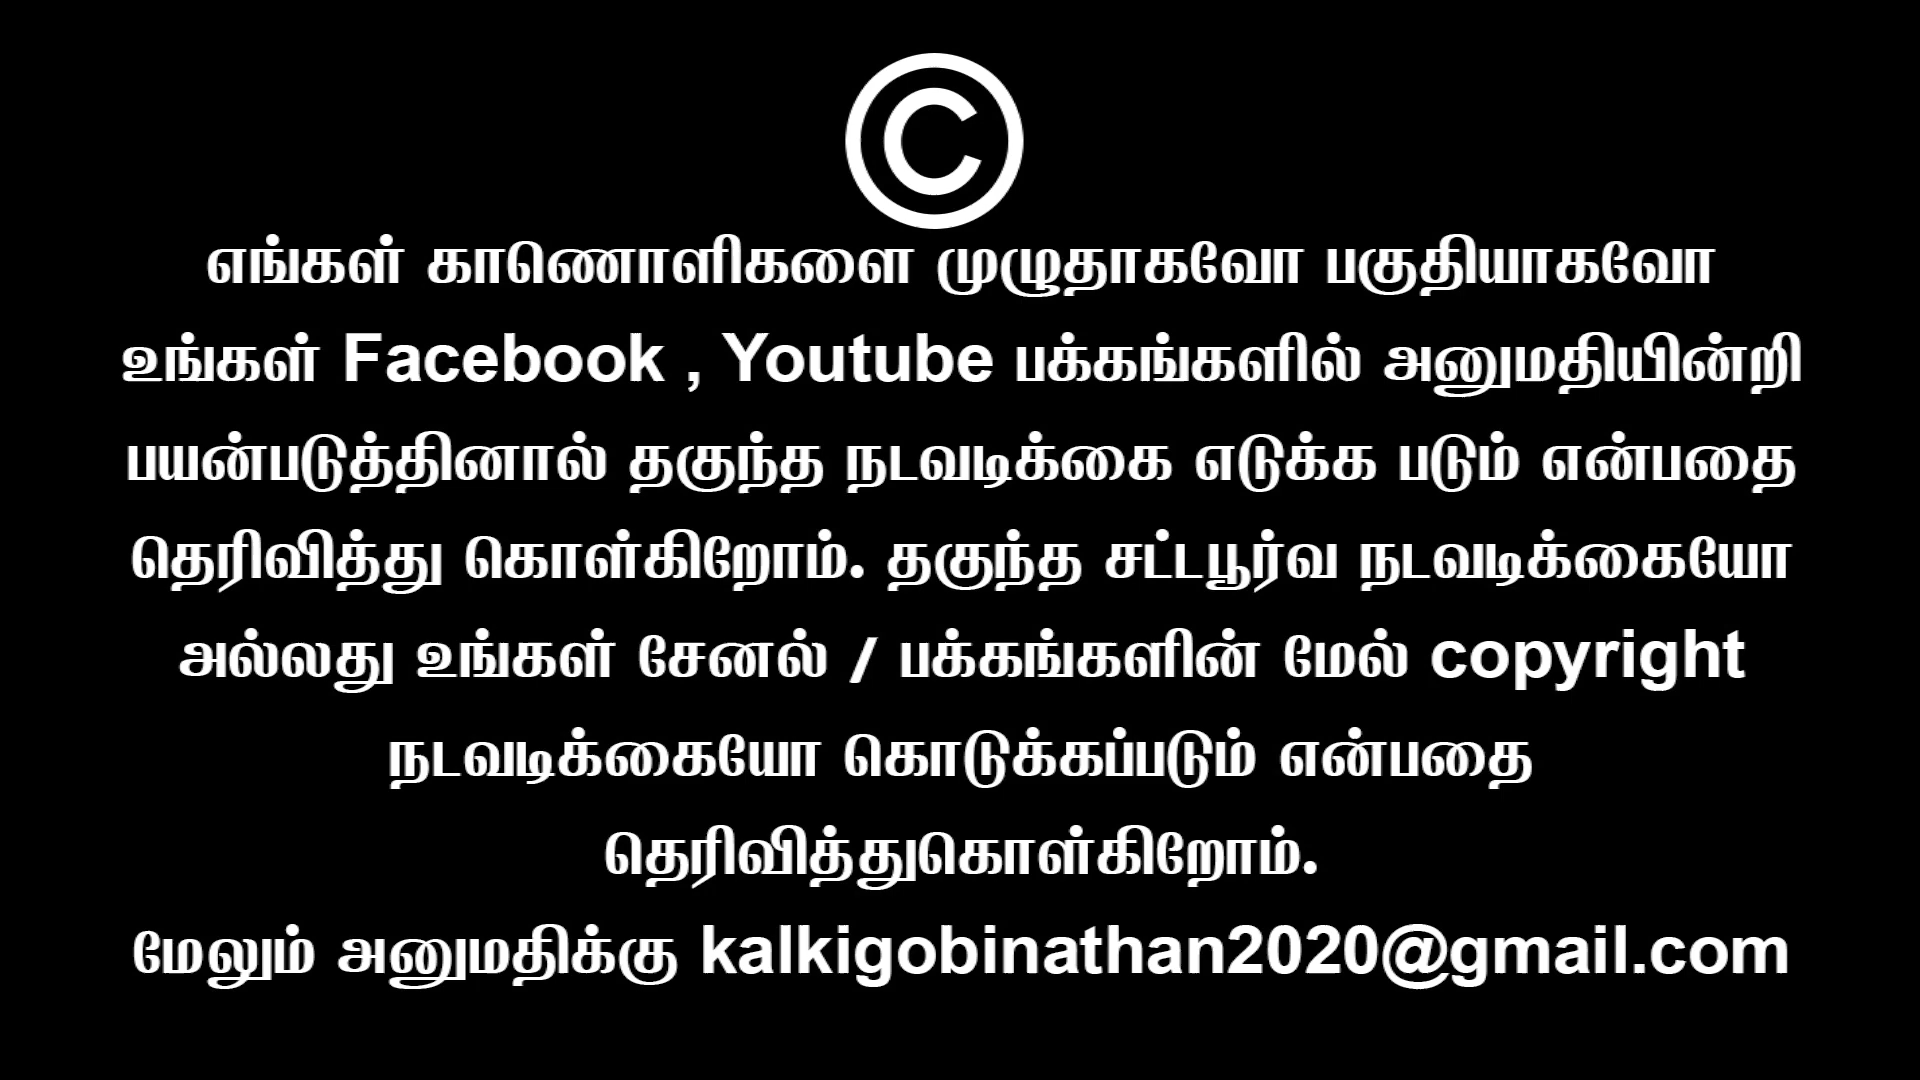 ©
எங்கள் காணொளிகளை முழுதாகவோ பகுதியாகவோ
உங்கள் Facebook , Youtube பக்கங்களில் அனுமதியின்றி
பயன்படுத்தினால் தகுந்த நடவடிக்கை எடுக்க படும் என்பதை
தெரிவித்து கொள்கிறோம். தகுந்த சட்டபூர்வ நடவடிக்கையோ
அல்லது உங்கள் சேனல் / பக்கங்களின் மேல் copyright
நடவடிக்கையோ கொடுக்கப்படும் என்பதை
தெரிவித்துகொள்கிறோம்.
மேலும் அனுமதிக்கு kalkigobinathan2020@gmail.com